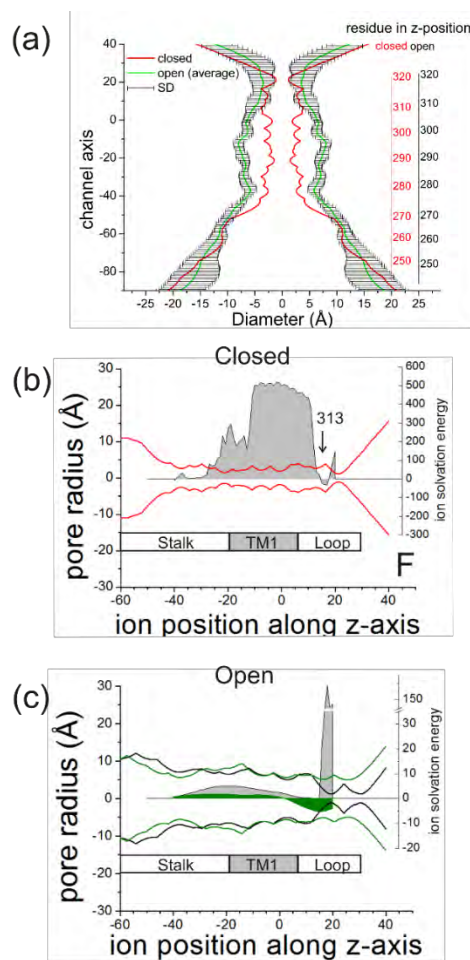 (a)
residue in z-position
closed open
closed
open (average)
SD
channel axis
40
20
0
-20
-40
-60
-80
320
310
300
290
280
270
260
250
320
310
300
290
280
270
260
250
-25 -20 -15 -10 -5 0 5 10 15 20 25
Diameter (Å)
(b)
Closed
pore radius (Å)
30
20
10
0
-10
-20
-30
313
600
500
400
300
200
100
0
-100
-200
-300
ion solvation energy
Stalk TM1 Loop
F
-60 -40 -20 0 20 40
ion position along z-axis
(c)
Open
pore radius (Å)
30
20
10
0
-10
-20
-30
150
30
20
10
0
-10
-20
ion solvation energy
Stalk TM1 Loop
-60 -40 -20 0 20 40
ion position along z-axis